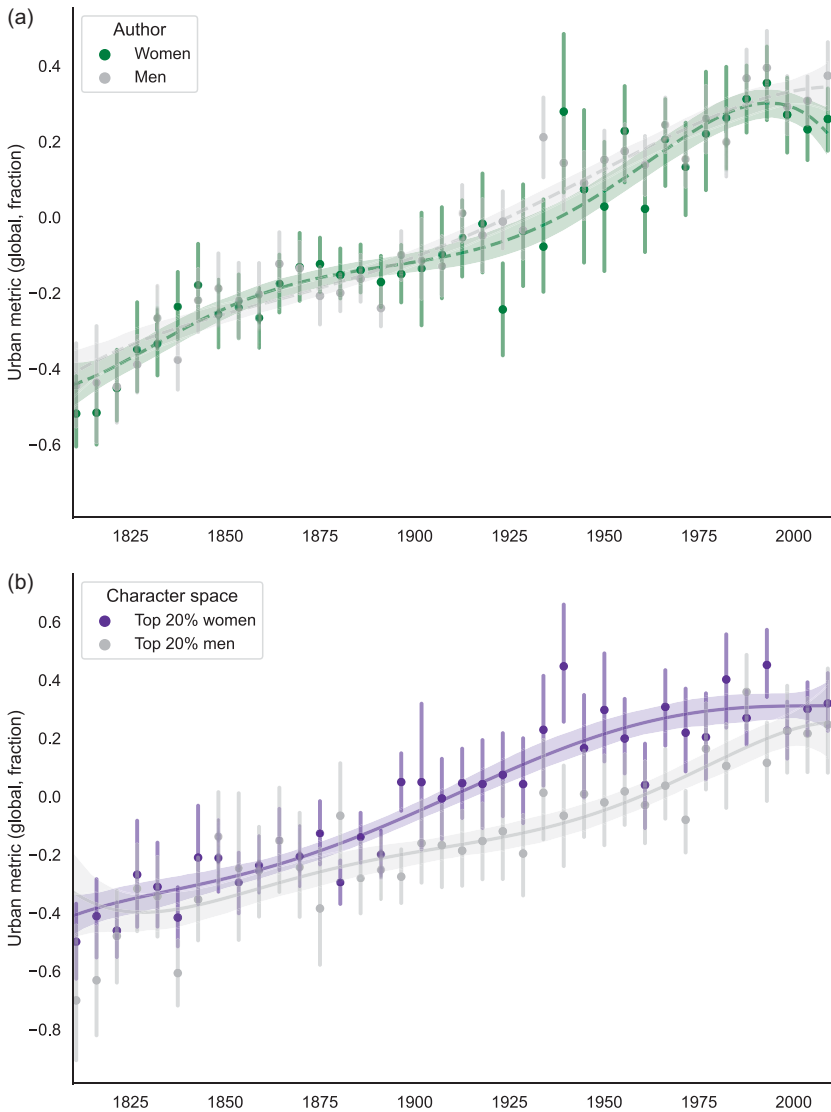 (a)
Author
Women
Men
Urban metric (global, fraction)
0.4
0.2
0.0
−0.2
−0.4
−0.6
1825 1850 1875 1900 1925 1950 1975 2000
(b)
Character space
Top 20% women
Top 20% men
Urban metric (global, fraction)
0.6
0.4
0.2
0.0
−0.2
−0.4
−0.6
−0.8
1825 1850 1875 1900 1925 1950 1975 2000